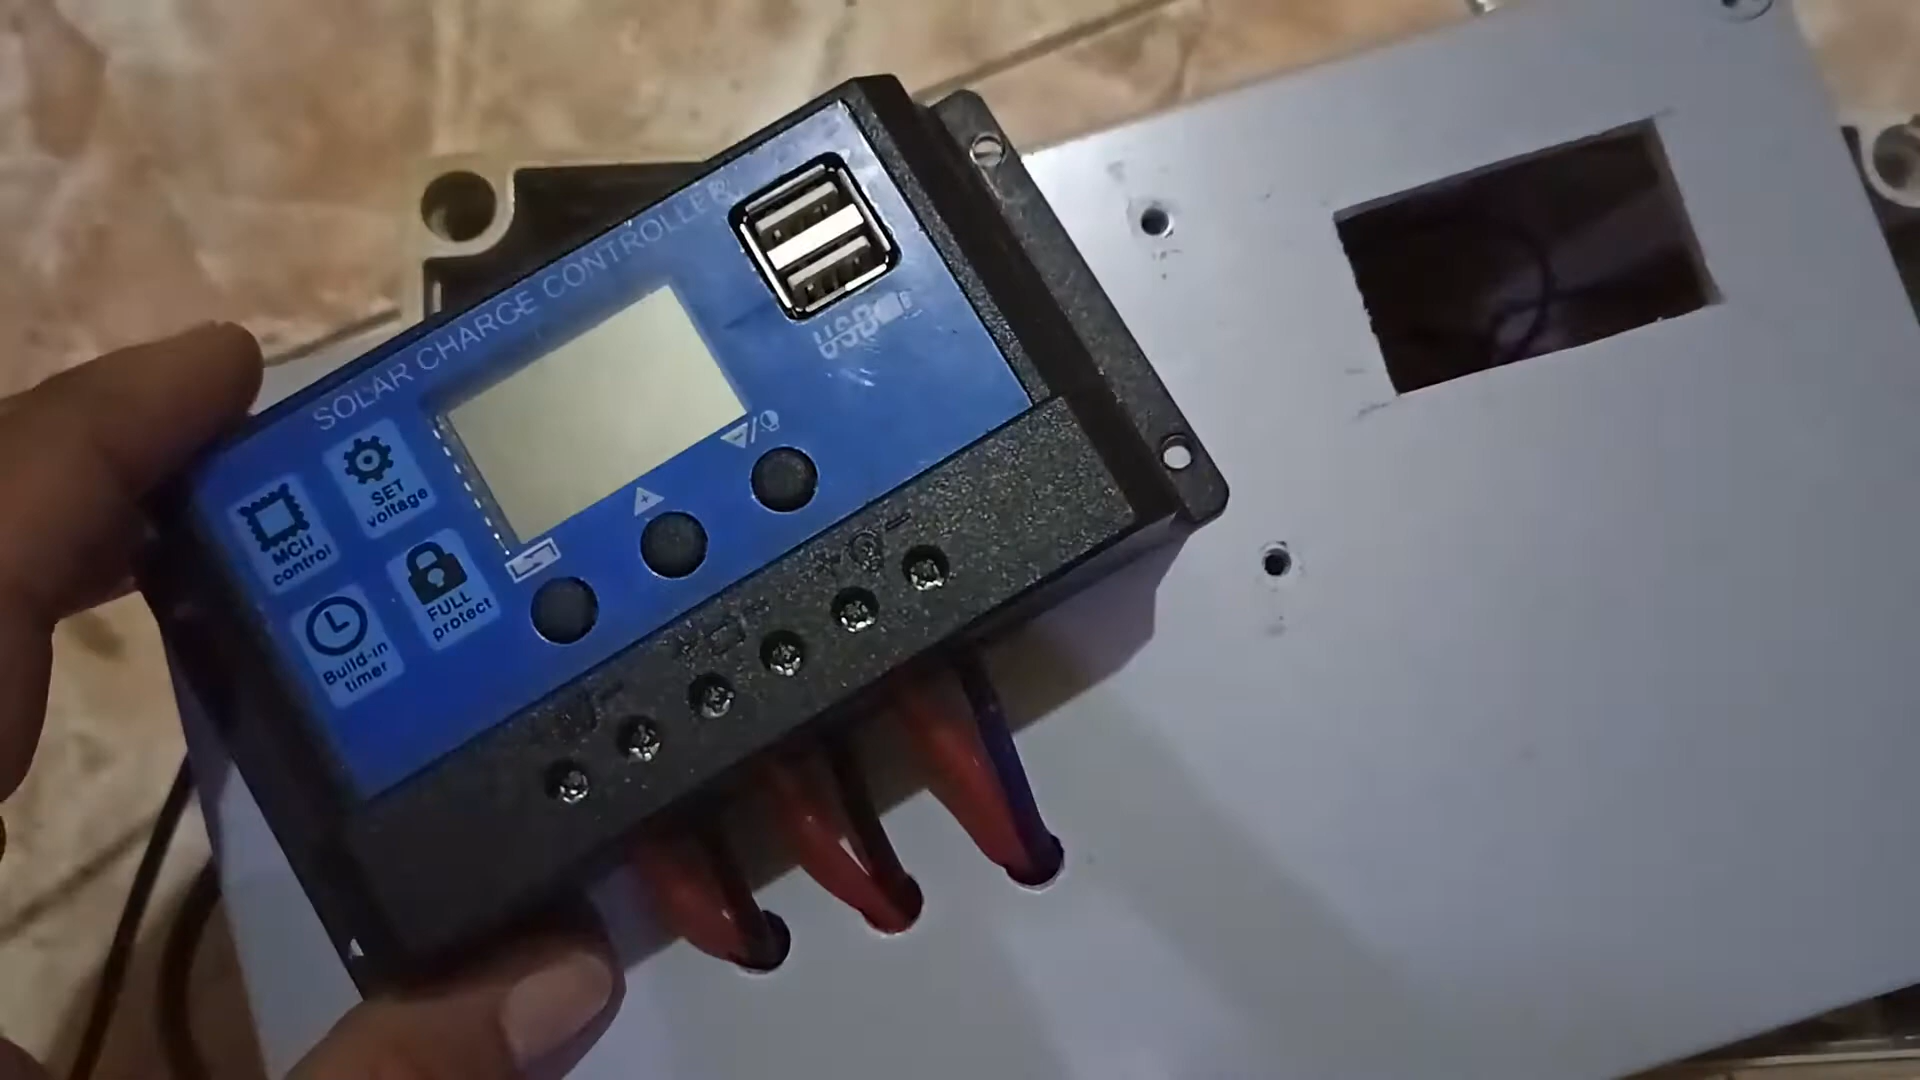 SOLAR CHARGE CONTROLLER
USB
SET
voltage
MCU
control
FULL
protect
Build-in
timer